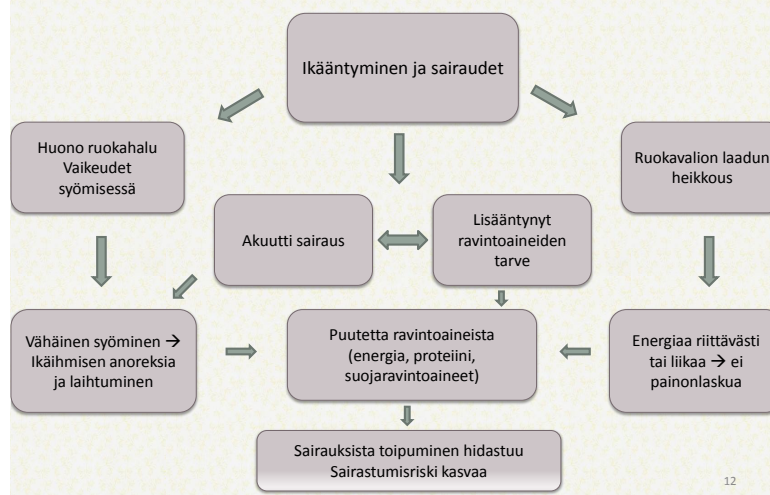 Ikääntyminen ja sairaudet
Huono ruokahalu
Vaikeudet
syömisessä
Ruokavalion laadun
heikkous
Akuutti sairaus
Lisääntynyt
ravintoaineiden
tarve
Vähäinen syöminen →
Ikäihmisen anoreksia
ja laihtuminen
Puutetta ravintoaineista
(energia, proteiini,
suojaravintoaineet)
Energiaa riittävästi
tai liikaa → ei
painonlaskua
Sairauksista toipuminen hidastuu
Sairastumisriski kasvaa
12